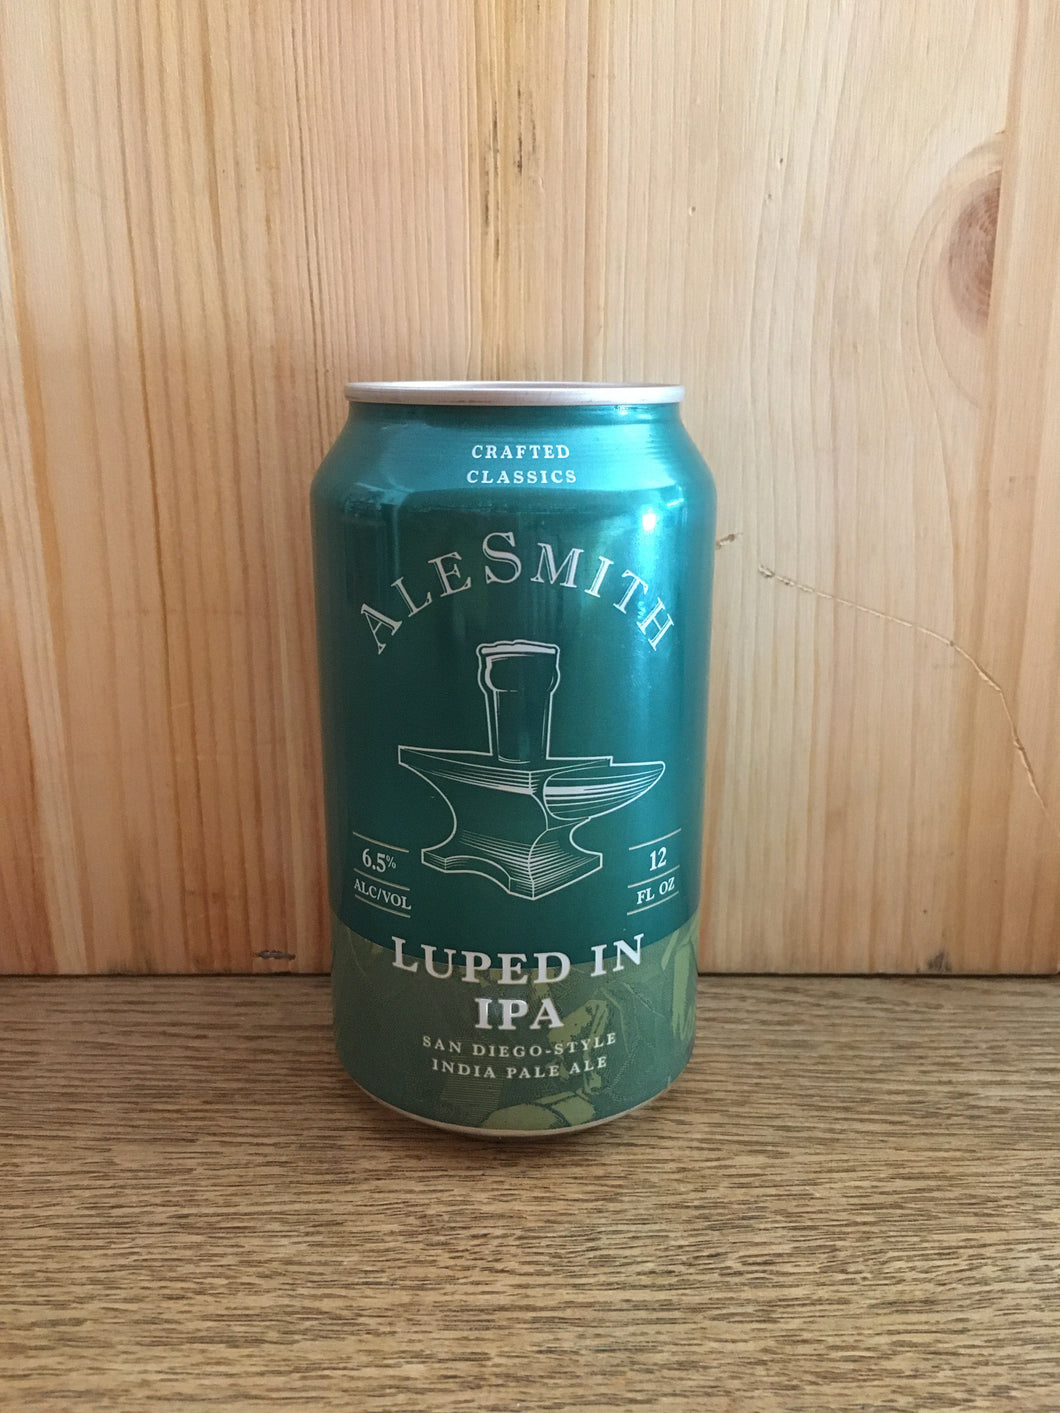 CRAFTED
CLASSICS
ALESMITH
6.5%
ALC/VOL
12
FL OZ
LUPED IN
IPA
SAN DIEGO-STYLE
INDIA PALE ALE